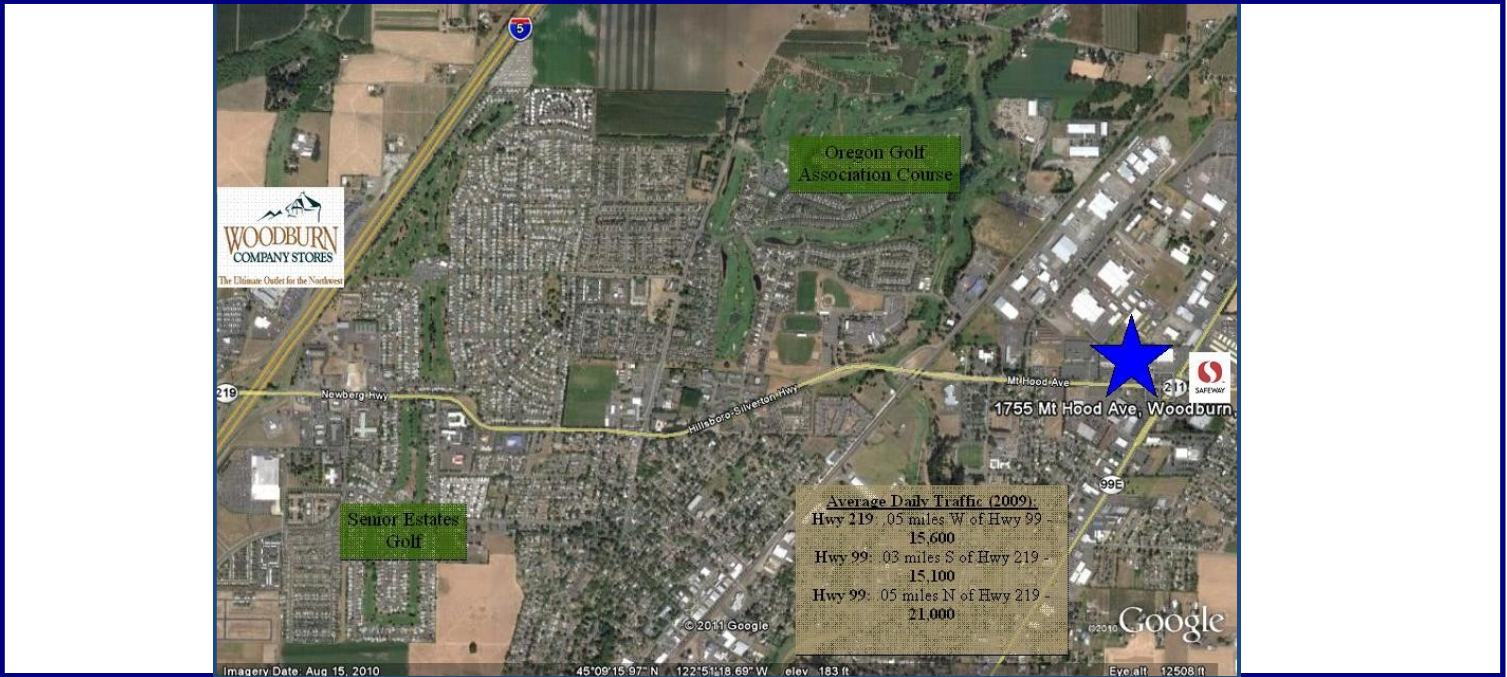 5
Oregon Golf
Association Course
WOODBURN
COMPANY STORES
The Ultimate Outlet for the Northwest
219
Newberg Hwy
Hillsboro-Silverton Hwy
Mt Hood Ave
211
SAFEWAY
1755 Mt Hood Ave, Woodburn,
99E
Senior Estates
Golf
Average Daily Traffic (2009):
Hwy 219: .05 miles W of Hwy 99 -
15,600
Hwy 99: .03 miles S of Hwy 219 -
15,100
Hwy 99: .05 miles N of Hwy 219 -
21,000
© 2011 Google
©2010 Google
Imagery Date: Aug 15, 2010
45°09'15.97" N 122°51'18.69" W elev 183 ft
Eye alt 12508 ft